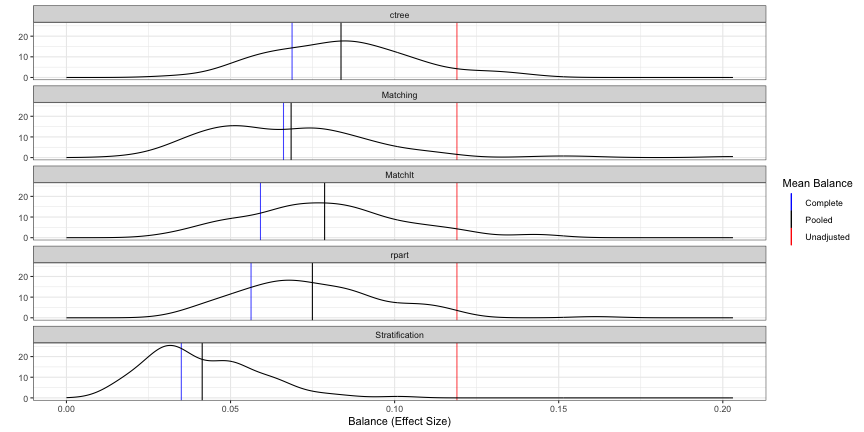 ctree
20
10
0
Matching
20
10
0
MatchIt
20
10
0
rpart
20
10
0
Stratification
20
10
0
0.00 0.05 0.10 0.15 0.20
Balance (Effect Size)
Mean Balance
Complete
Pooled
Unadjusted